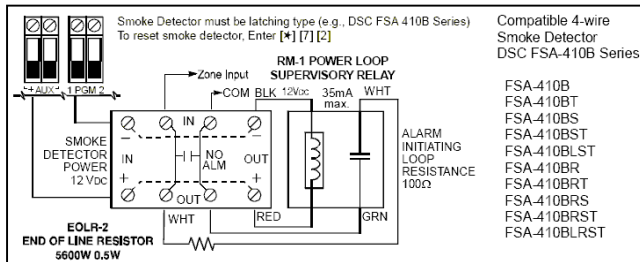 Smoke Detector must be latching type (e.g., DSC FSA 410B Series)
To reset smoke detector, Enter [*] [7] [2]
Compatible 4-wire
Smoke Detector
DSC FSA-410B Series
FSA-410B
FSA-410BT
FSA-410BS
FSA-410BST
FSA-410BLST
FSA-410BR
FSA-410BRT
FSA-410BRS
FSA-410BRST
FSA-410BLRST
+ AUX - 1 PGM 2
Zone Input
RM-1 POWER LOOP
SUPERVISORY RELAY
COM BLK 12VDC 35mA WHT
max.
SMOKE
DETECTOR
POWER
12 VDC
IN
- -
IN NO OUT
ALM
+ +
OUT
ALARM
INITIATING
LOOP
RESISTANCE
100Ω
WHT RED GRN
EOLR-2
END OF LINE RESISTOR
5600W 0.5W